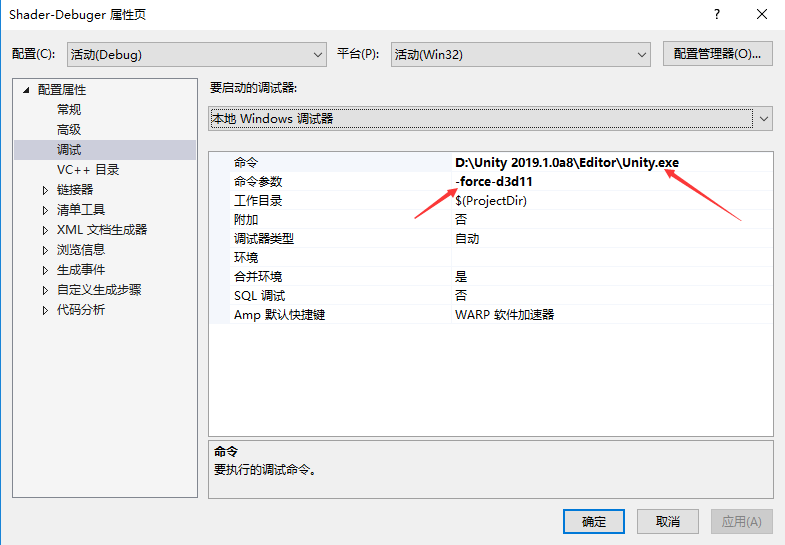 Shader-Debuger 属性页
配置(C):
活动(Debug)
平台(P):
活动(Win32)
配置管理器(O)...
配置属性
常规
高级
调试
VC++ 目录
链接器
清单工具
XML 文档生成器
浏览信息
生成事件
自定义生成步骤
代码分析
要启动的调试器:
本地 Windows 调试器
命令 D:\Unity 2019.1.0a8\Editor\Unity.exe
命令参数 -force-d3d11
工作目录 $(ProjectDir)
附加 否
调试器类型 自动
环境
合并环境 是
SQL 调试 否
Amp 默认快捷键 WARP 软件加速器
命令
要执行的调试命令。
确定
取消
应用(A)